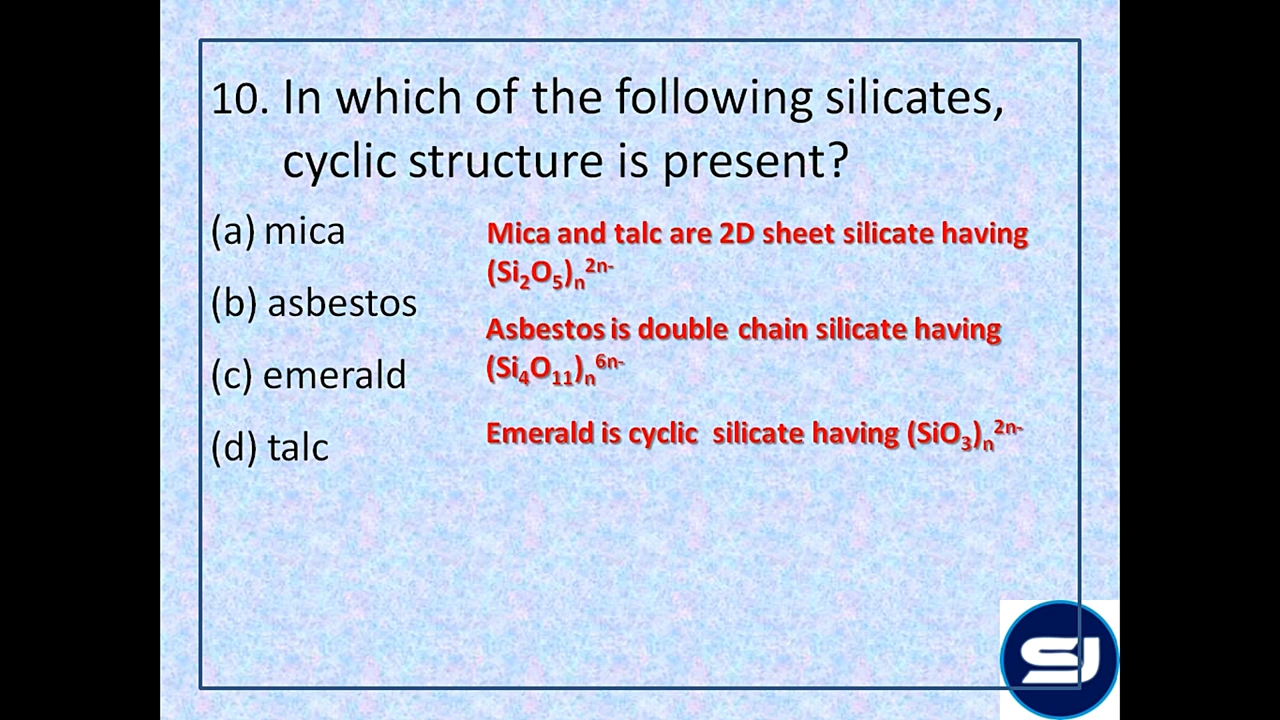 10. In which of the following silicates,
cyclic structure is present?
(a) mica
(b) asbestos
(c) emerald
(d) talc
Mica and talc are 2D sheet silicate having
(Si₂O₅)ₙ²ⁿ⁻
Asbestos is double chain silicate having
(Si₄O₁₁)ₙ⁶ⁿ⁻
Emerald is cyclic silicate having (SiO₃)ₙ²ⁿ⁻
SJ